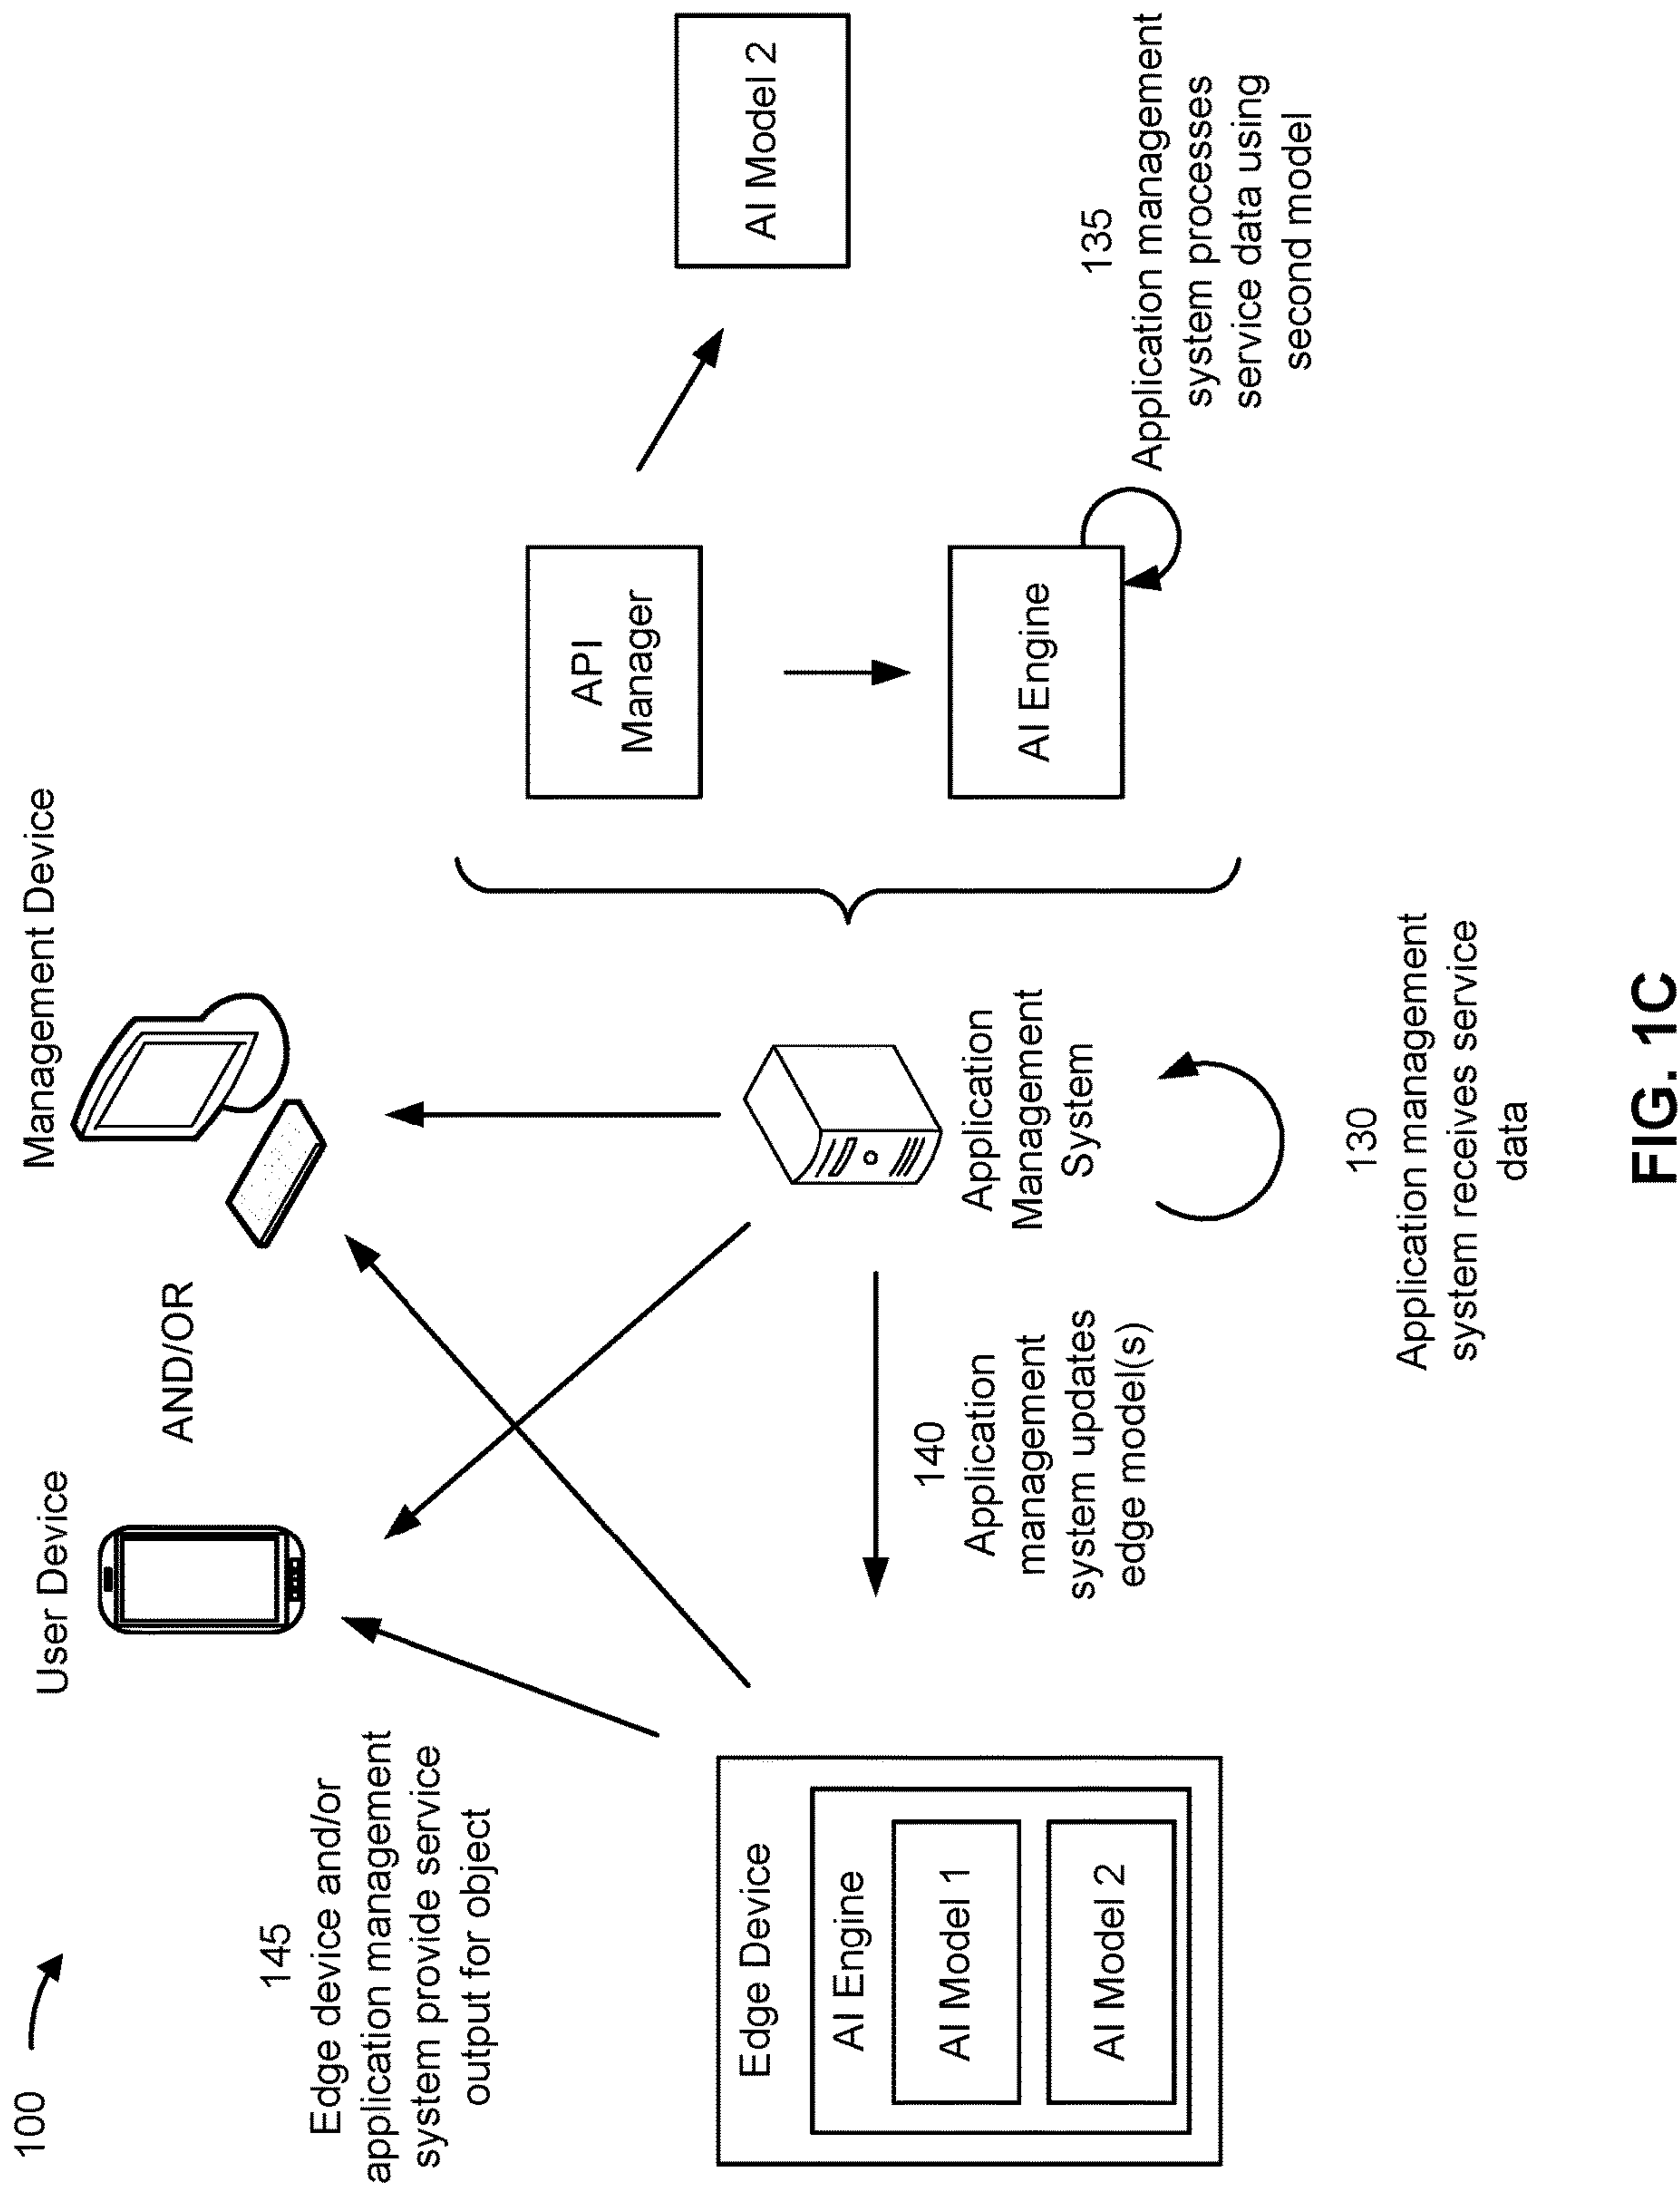 100
145
Edge device and/or
application management
system provide service
output for object
User Device
AND/OR
Management Device
Edge Device
AI Engine
AI Model 1
AI Model 2
140
Application
management
system updates
edge model(s)
Application
Management
System
130
Application management
system receives service
data
API
Manager
AI Engine
AI Model 2
135
Application management
system processes
service data using
second model
FIG. 1C